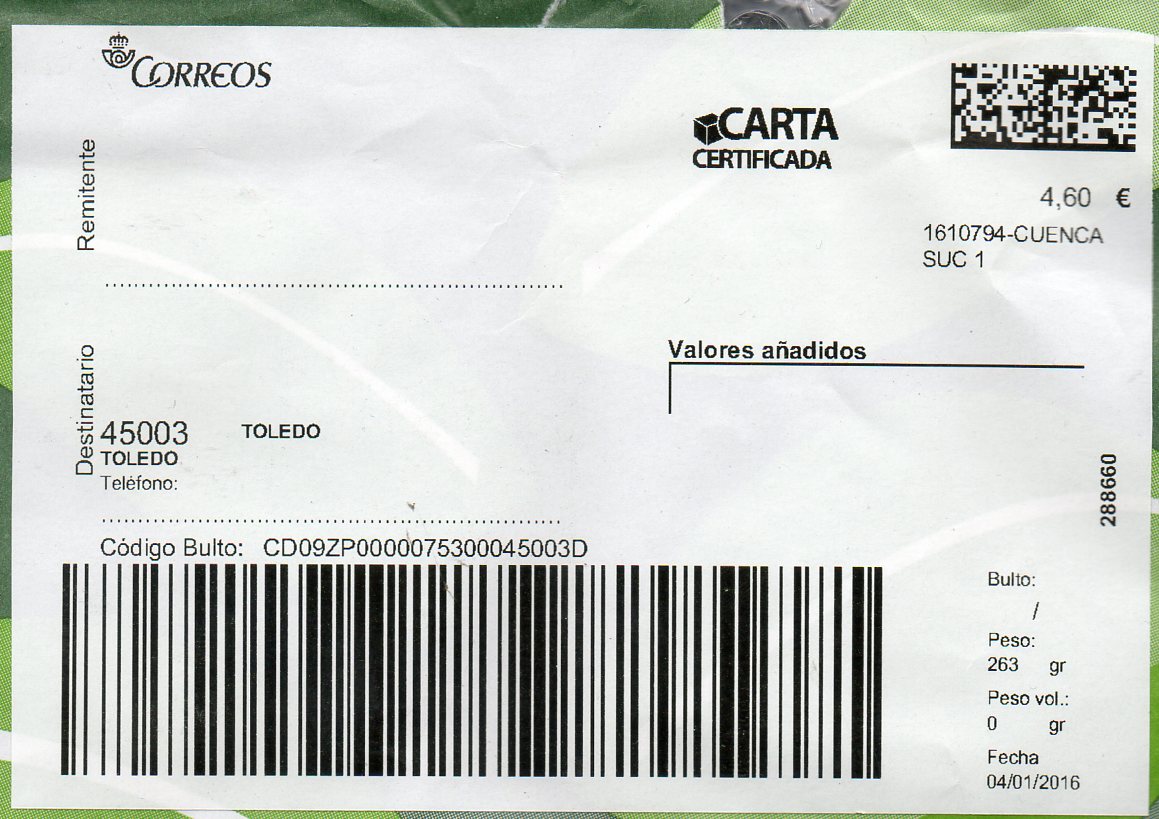 CORREOS
CARTA
CERTIFICADA
Remitente
4,60 €
1610794-CUENCA
SUC 1
Valores añadidos
Destinatario
45003 TOLEDO
TOLEDO
Teléfono:
288660
Código Bulto: CD09ZP0000075300045003D
Bulto:
/
Peso:
263 gr
Peso vol.:
0 gr
Fecha
04/01/2016